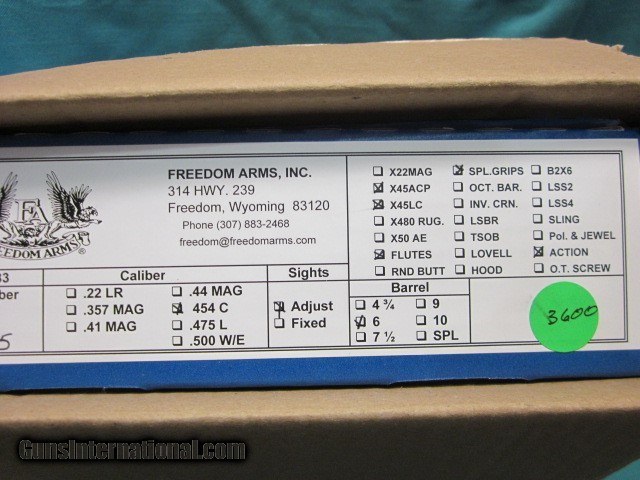 FREEDOM ARMS, INC.
314 HWY. 239
Freedom, Wyoming 83120
Phone (307) 883-2468
freedom@freedomarms.com
FA
FREEDOM ARMS
®
X22MAG SPL.GRIPS B2X6
X45ACP OCT. BAR. LSS2
X45LC INV. CRN. LSS4
X480 RUG. LSBR SLING
X50 AE TSOB Pol. & JEWEL
FLUTES LOVELL ACTION
RND BUTT HOOD O.T. SCREW
33
Caliber
Sights
Barrel
.22 LR .44 MAG
.357 MAG 454 C
.41 MAG .475 L
.500 W/E
Adjust
Fixed
4 ¾ 9
6 10
7 ½ SPL
5
3600
GunsInternational.com